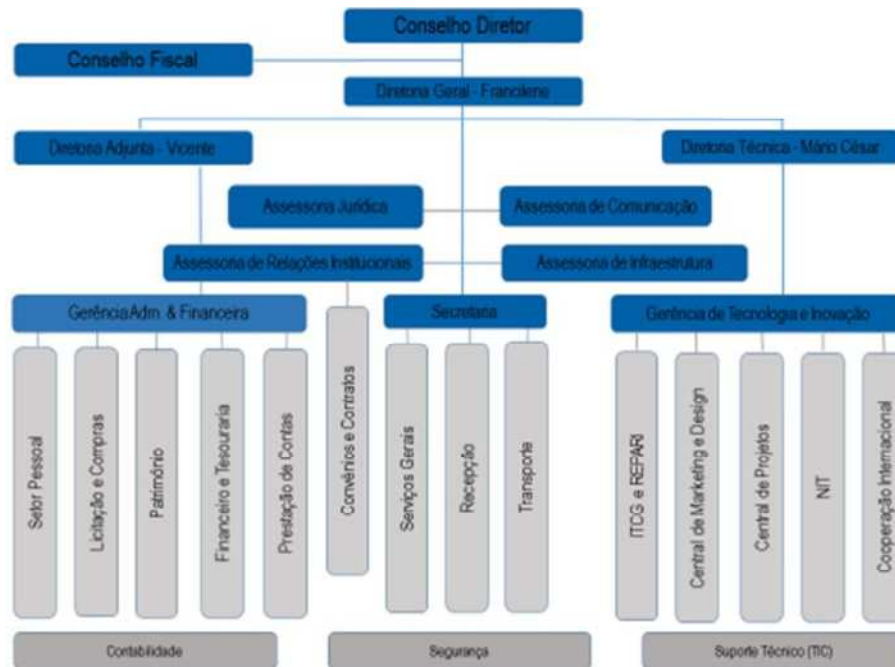 Conselho Diretor
Conselho Fiscal
Diretoria Geral - Francilene
Diretoria Adjunta - Vicente
Diretoria Técnica - Mário César
Assessoria Jurídica
Assessoria de Comunicação
Assessoria de Relações Institucionais
Assessoria de Infraestrutura
Gerência Adm. & Financeira
Secretaria
Gerência de Tecnologia e Inovação
Setor Pessoal
Licitação e Compras
Patrimônio
Financeiro e Tesouraria
Prestação de Contas
Convênios e Contratos
Serviços Gerais
Recepção
Transporte
ITCG e REPARI
Central de Marketing e Design
Central de Projetos
NIT
Cooperação Internacional
Contabilidade
Segurança
Suporte Técnico (TIC)